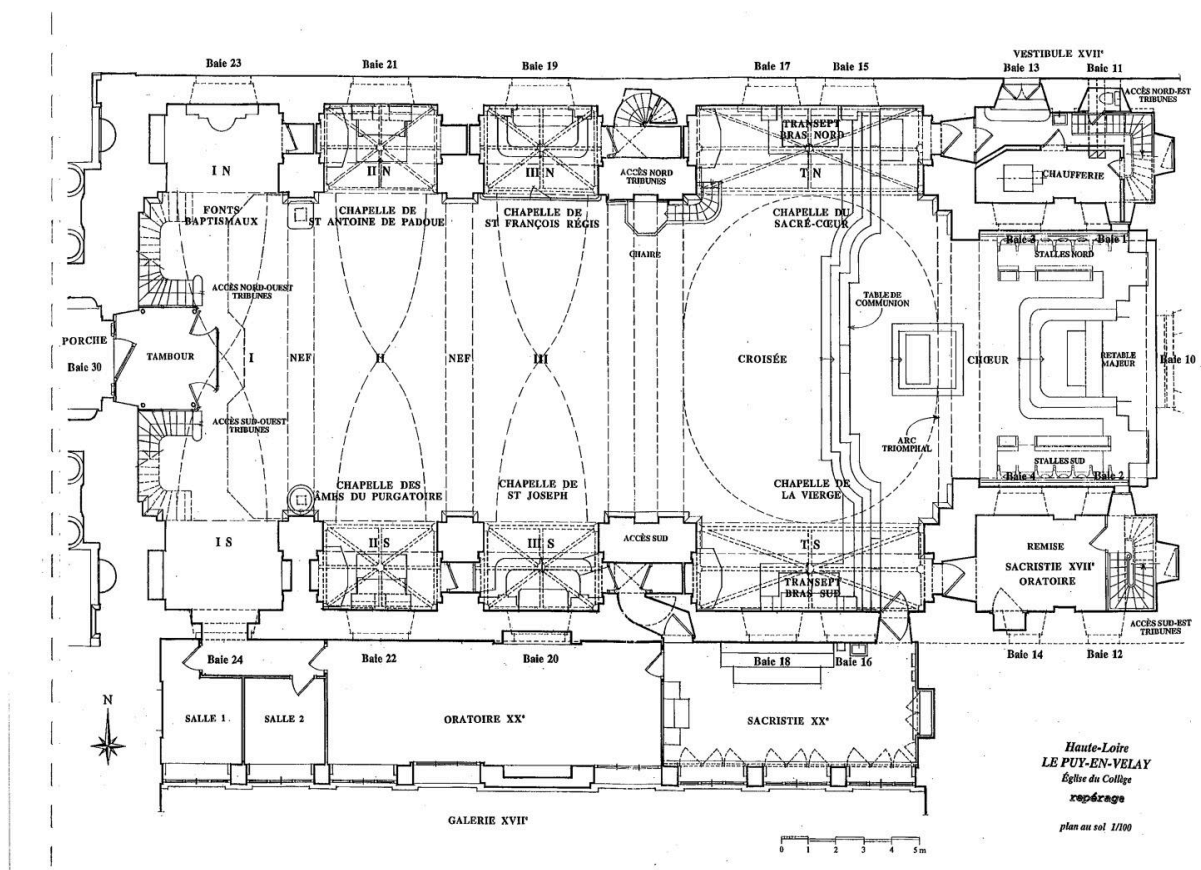 VESTIBULE XVIIᵉ
Baie 23
Baie 21
Baie 19
Baie 17
Baie 15
Baie 13
Baie 11
ACCÈS NORD-EST
TRIBUNES
TRANSEPT
BRAS NORD
I N
II N
III N
ACCÈS NORD
TRIBUNES
T N
CHAUFFERIE
FONTS
BAPTISMAUX
CHAPELLE DE
ST ANTOINE DE PADOUE
CHAPELLE DE
ST FRANÇOIS RÉGIS
CHAPELLE DU
SACRÉ-CŒUR
Baie 3
Baie 1
STALLES NORD
CHAIRE
ACCÈS NORD-OUEST
TRIBUNES
TABLE DE
COMMUNION
PORCHE
Baie 30
TAMBOUR
I
NEF
II
NEF
III
CROISÉE
CHŒUR
RETABLE
MAJEUR
Baie 10
ACCÈS SUD-OUEST
TRIBUNES
ARC
TRIOMPHAL
STALLES SUD
Baie 4
Baie 2
CHAPELLE DES
ÂMES DU PURGATOIRE
CHAPELLE DE
ST JOSEPH
CHAPELLE DE
LA VIERGE
I S
II S
III S
ACCÈS SUD
T S
TRANSEPT
BRAS SUD
REMISE
SACRISTIE XVIIᵉ
ORATOIRE
ACCÈS SUD-EST
TRIBUNES
Baie 24
Baie 22
Baie 20
Baie 18
Baie 16
Baie 14
Baie 12
N
SALLE 1
SALLE 2
ORATOIRE XXᵉ
SACRISTIE XXᵉ
Haute-Loire
LE PUY-EN-VELAY
Église du Collège
repérage
plan au sol 1/100
GALERIE XVIIᵉ
0 1 2 3 4 5 m